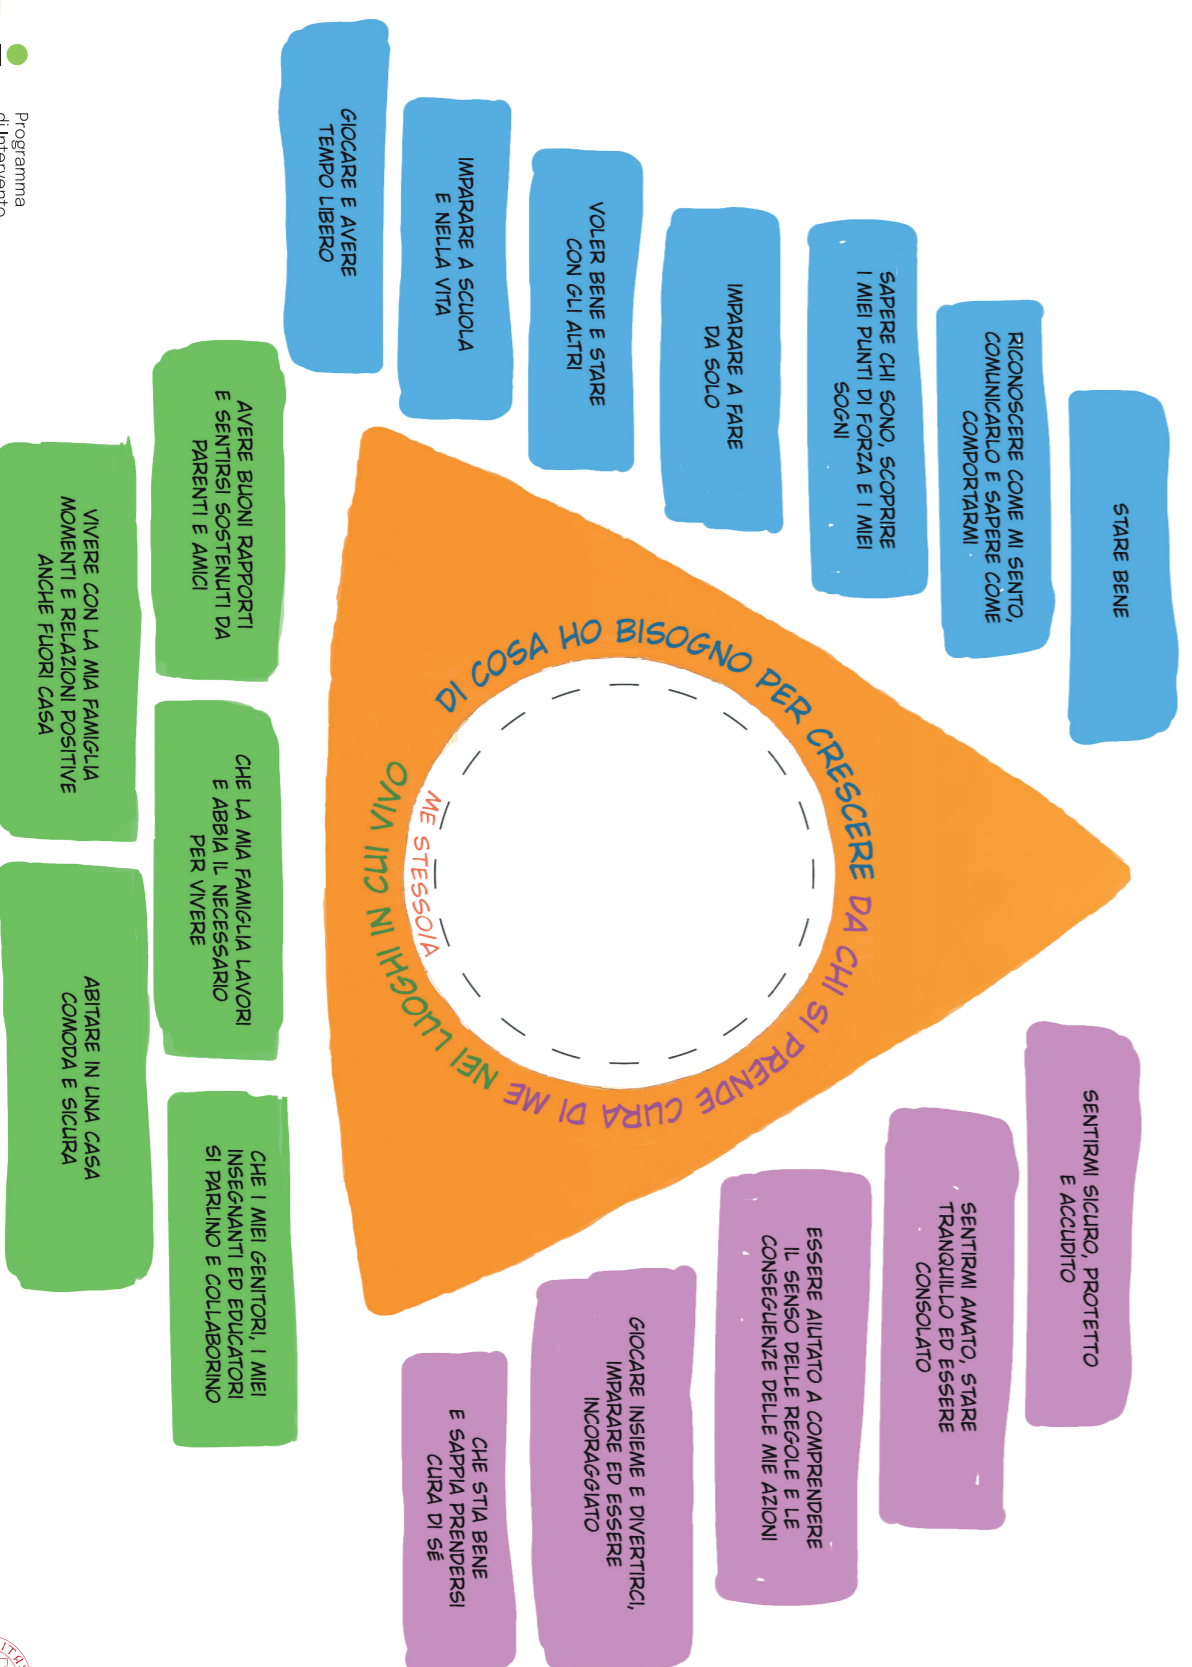 STARE BENE
RICONOSCERE COME MI SENTO,
COMUNICARLO E SAPERE COME
COMPORTARMI
SAPERE CHI SONO, SCOPRIRE
I MIEI PUNTI DI FORZA E I MIEI
SOGNI
IMPARARE A FARE
DA SOLO
VOLER BENE E STARE
CON GLI ALTRI
IMPARARE A SCUOLA
E NELLA VITA
GIOCARE E AVERE
TEMPO LIBERO
SENTIRMI SICURO, PROTETTO
E ACCUDITO
SENTIRMI AMATO, STARE
TRANQUILLO ED ESSERE
CONSOLATO
ESSERE AIUTATO A COMPRENDERE
IL SENSO DELLE REGOLE E LE
CONSEGUENZE DELLE MIE AZIONI
GIOCARE INSIEME E DIVERTIRCI,
IMPARARE ED ESSERE
INCORAGGIATO
CHE STIA BENE
E SAPPIA PRENDERSI
CURA DI SÉ
DI COSA HO BISOGNO PER CRESCERE
DA CHI SI PRENDE CURA DI ME
NEI LUOGHI IN CUI VIVO
ME STESSO/A
AVERE BUONI RAPPORTI
E SENTIRSI SOSTENUTI DA
PARENTI E AMICI
CHE LA MIA FAMIGLIA LAVORI
E ABBIA IL NECESSARIO
PER VIVERE
CHE I MIEI GENITORI, I MIEI
INSEGNANTI ED EDUCATORI
SI PARLINO E COLLABORINO
VIVERE CON LA MIA FAMIGLIA
MOMENTI E RELAZIONI POSITIVE
ANCHE FUORI CASA
ABITARE IN UNA CASA
COMODA E SICURA
Programma
di Intervento